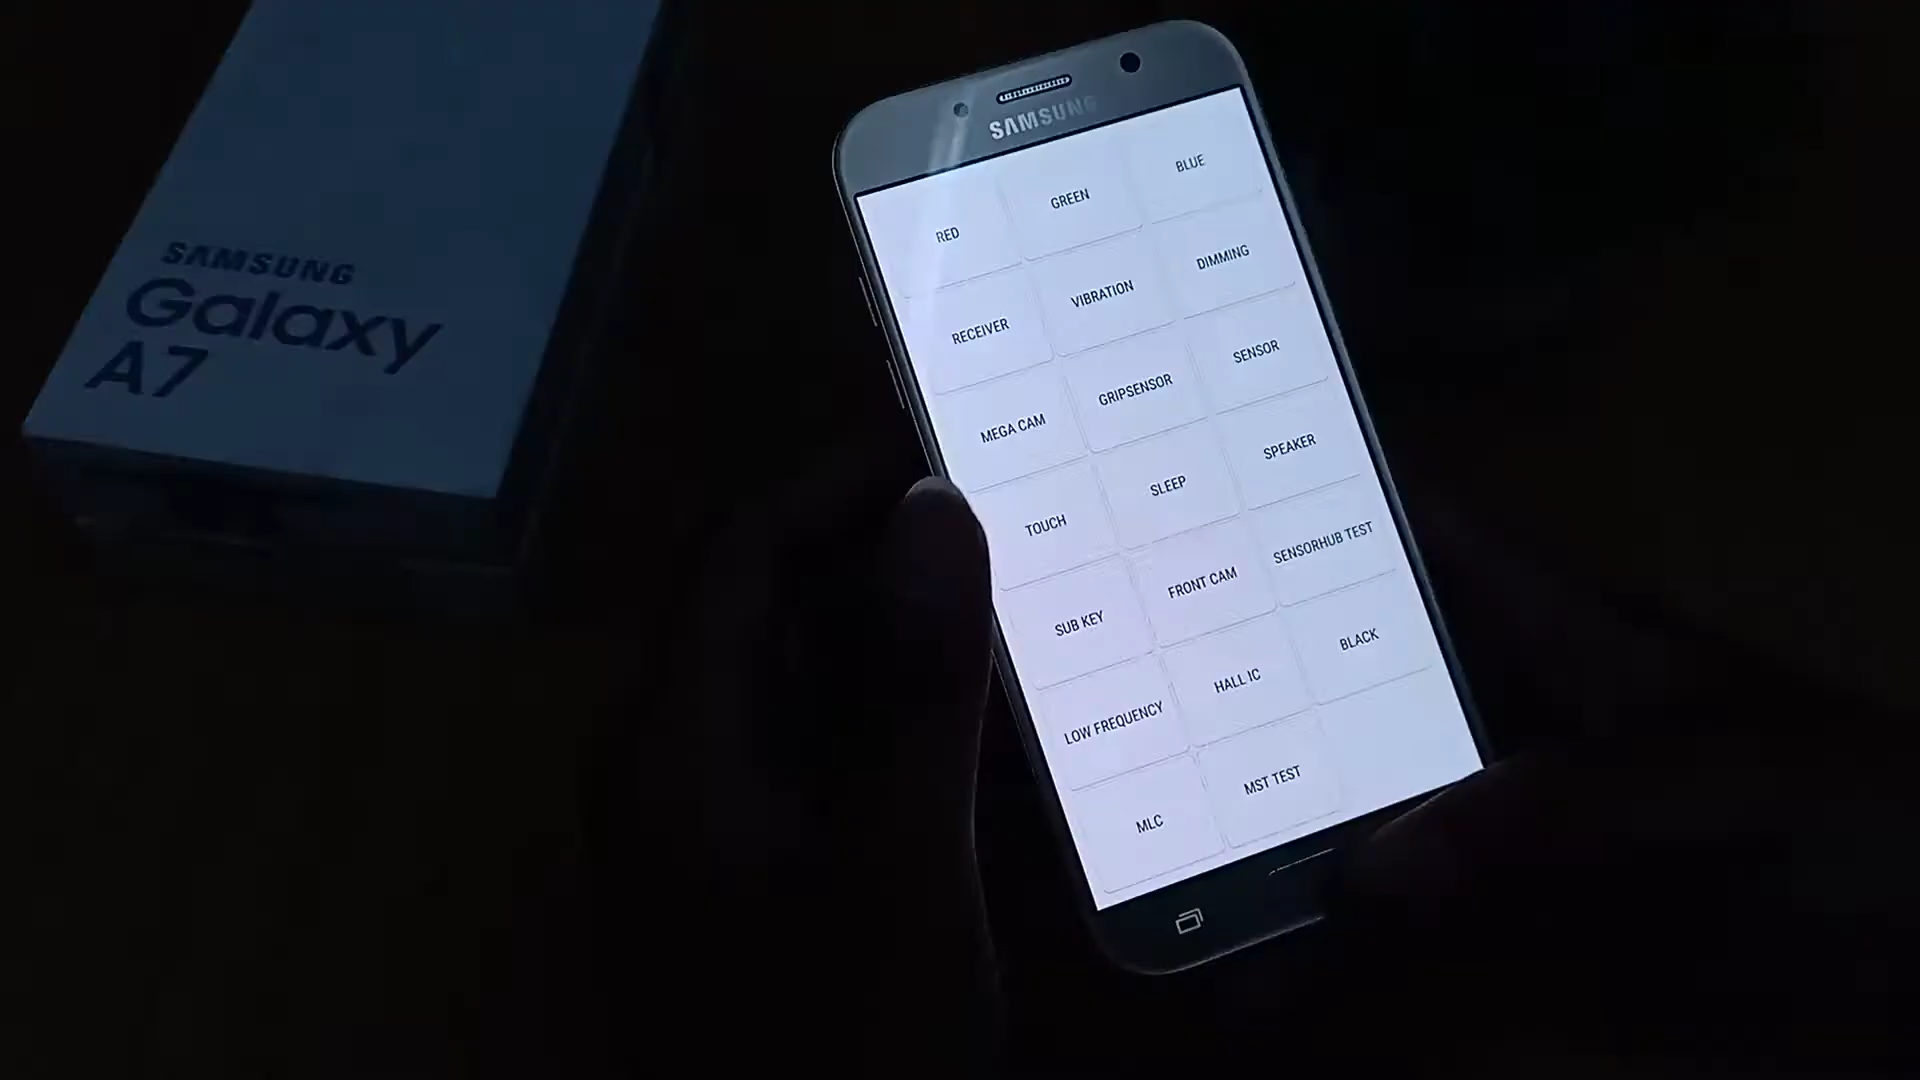 SAMSUNG
Galaxy
A7
SAMSUNG
RED
GREEN
BLUE
RECEIVER
VIBRATION
DIMMING
MEGA CAM
GRIPSENSOR
SENSOR
TOUCH
SLEEP
SPEAKER
SUB KEY
FRONT CAM
SENSORHUB TEST
LOW FREQUENCY
HALL IC
BLACK
MLC
MST TEST